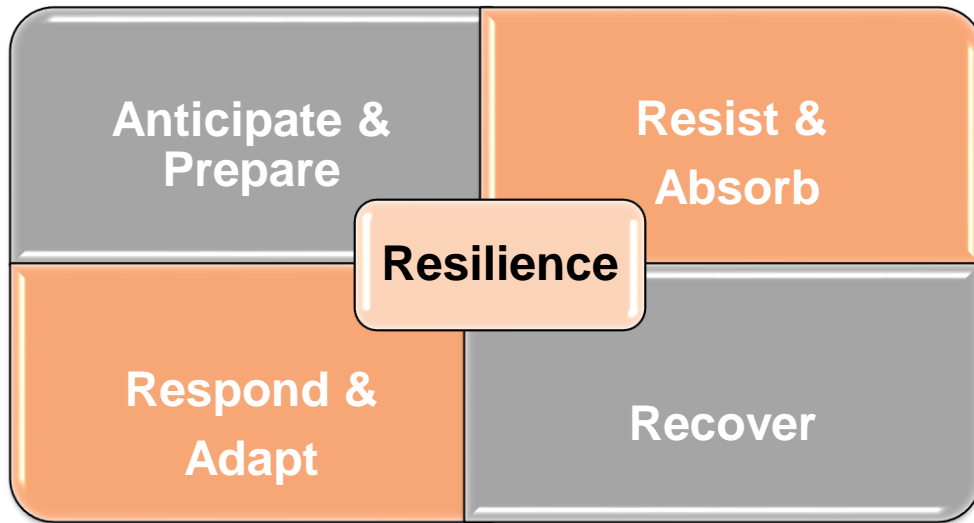 Anticipate &
Prepare
Resist &
Absorb
Resilience
Respond &
Adapt
Recover